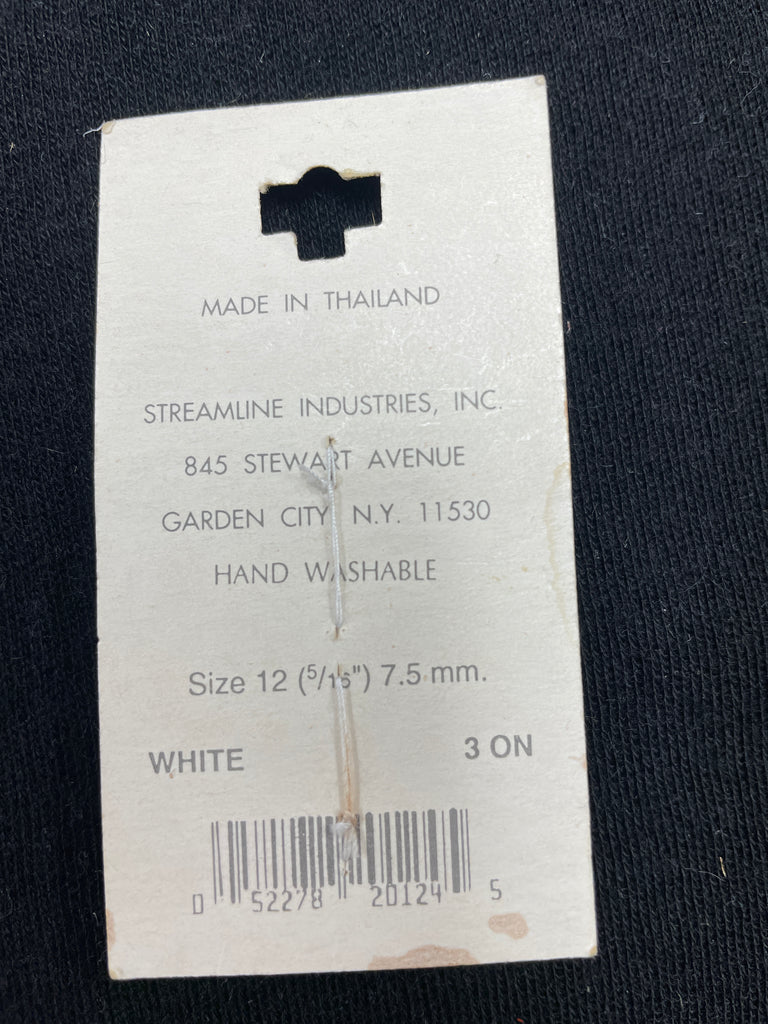 MADE IN THAILAND
STREAMLINE INDUSTRIES, INC.
845 STEWART AVENUE
GARDEN CITY N.Y. 11530
HAND WASHABLE
Size 12 (5/16") 7.5 mm.
WHITE 3 ON
0 52278 20124 5